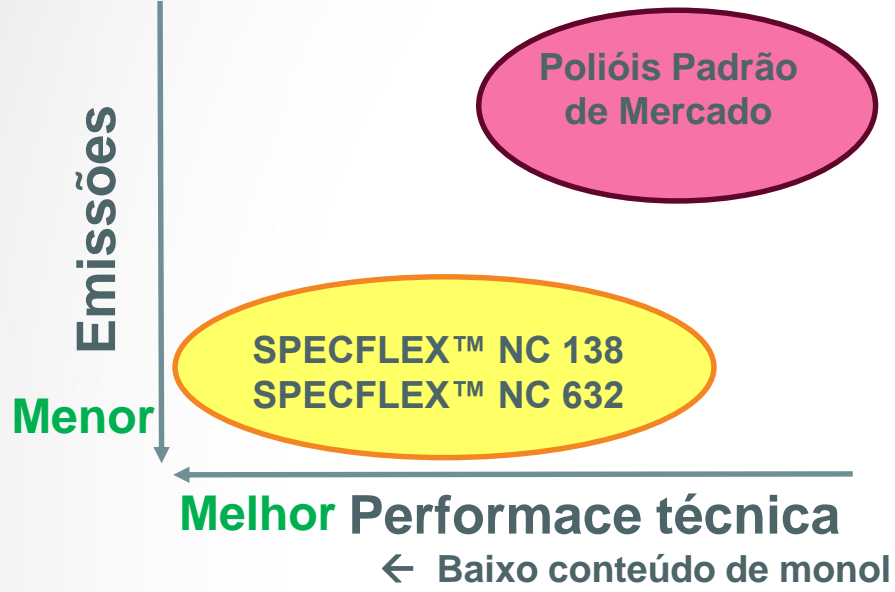 Polióis Padrão
de Mercado
Emissões
SPECFLEX™ NC 138
SPECFLEX™ NC 632
Menor
Melhor Performace técnica
← Baixo conteúdo de monol